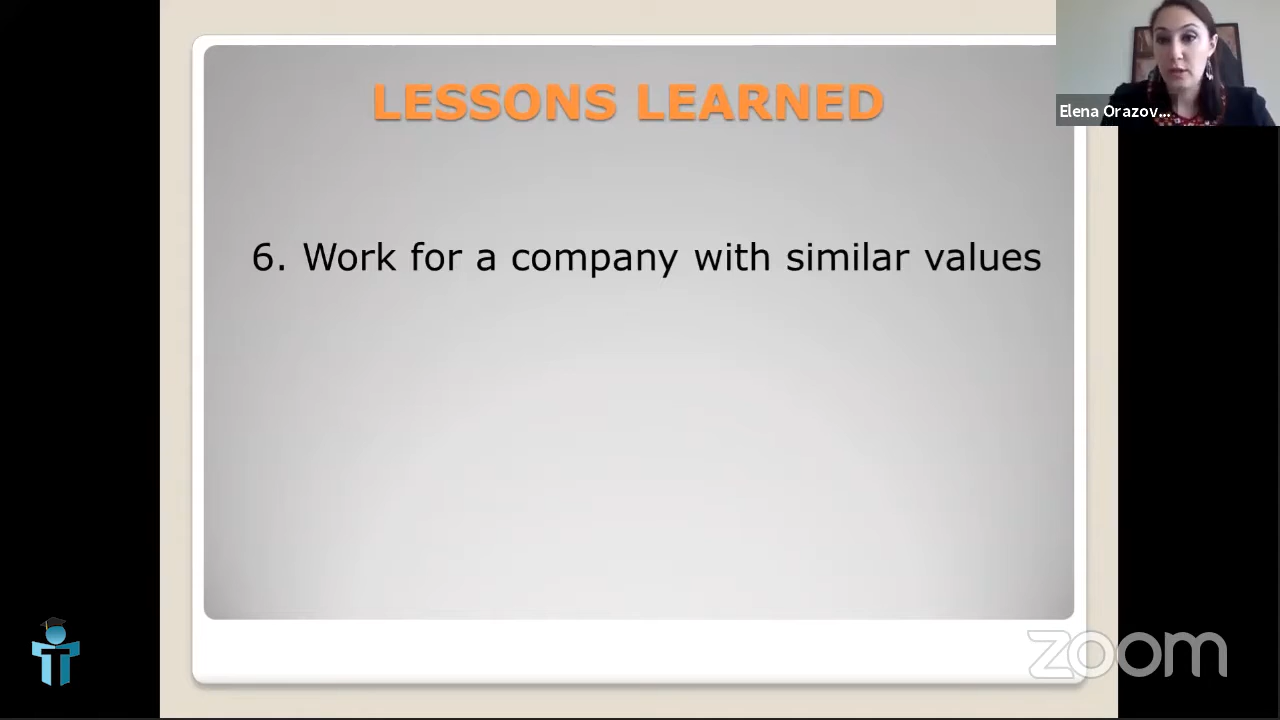 LESSONS LEARNED
Elena Orazov...
6. Work for a company with similar values
zoom